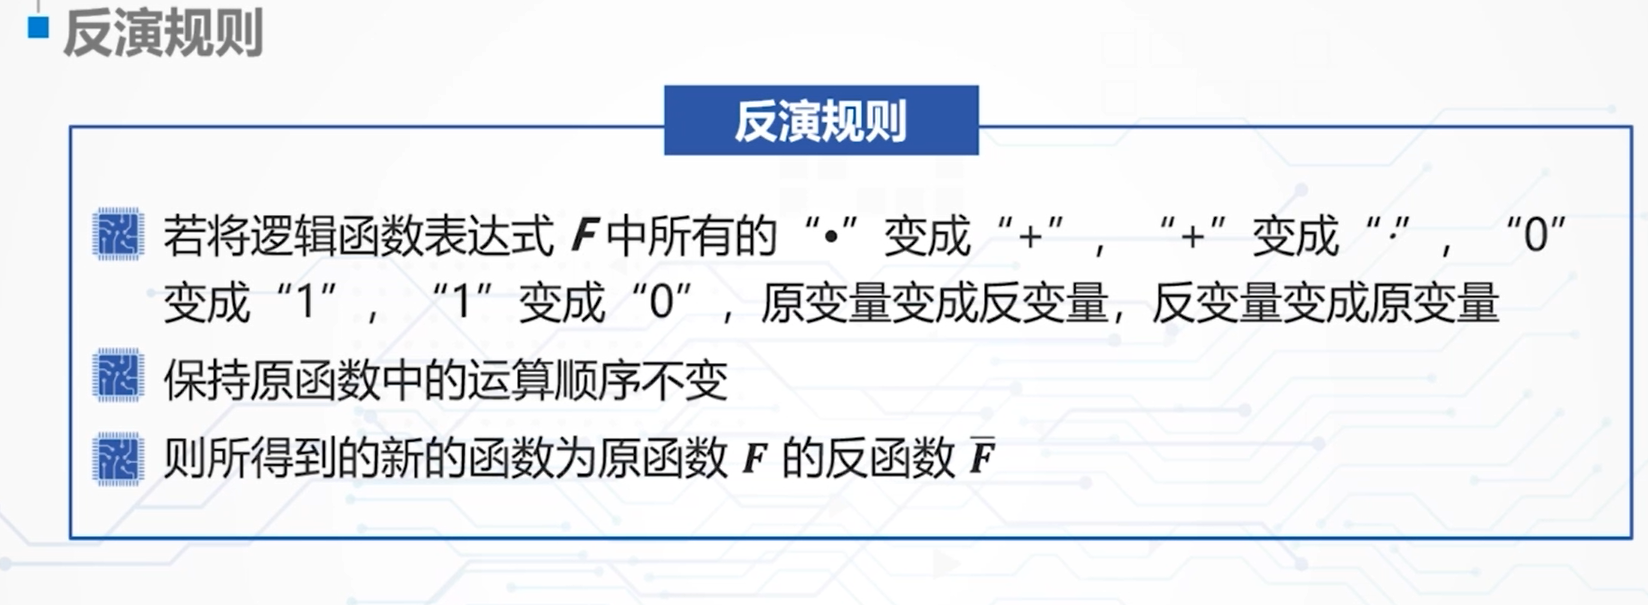 反演规则
反演规则
若将逻辑函数表达式 F 中所有的“•”变成“+”，“+”变成“·”，“0”
变成“1”，“1”变成“0”，原变量变成反变量，反变量变成原变量
保持原函数中的运算顺序不变
则所得到的新的函数为原函数 F 的反函数 F̅